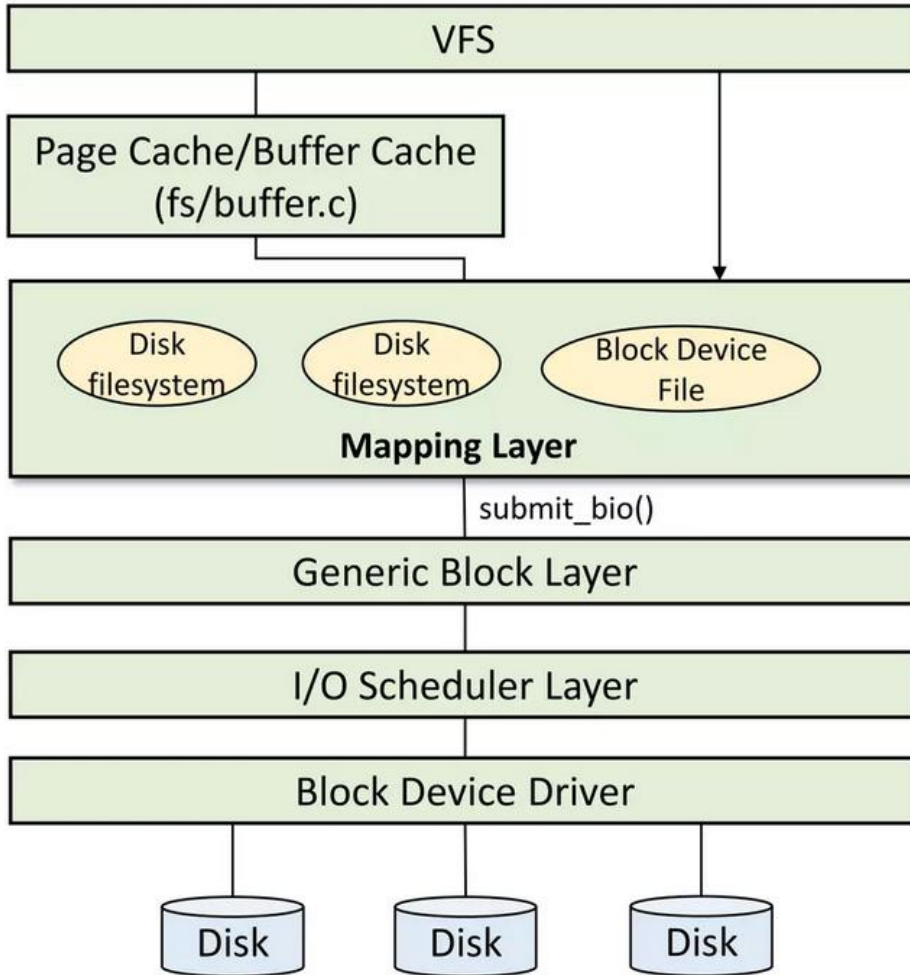 VFS
Page Cache/Buffer Cache
(fs/buffer.c)
Disk
filesystem
Disk
filesystem
Block Device
File
Mapping Layer
submit_bio()
Generic Block Layer
I/O Scheduler Layer
Block Device Driver
Disk
Disk
Disk